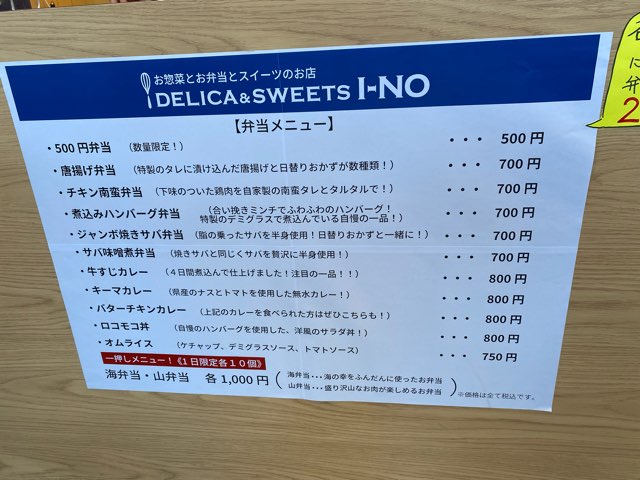 お惣菜とお弁当とスイーツのお店
DELICA&SWEETS I-NO
【弁当メニュー】
・500円弁当 （数量限定！） ・・・ 500円
・唐揚げ弁当 （特製のタレに漬け込んだ唐揚げと日替りおかずが数種類！） ・・・ 700円
・チキン南蛮弁当 （下味のついた鶏肉を自家製の南蛮タレとタルタルで！） ・・・ 700円
・煮込みハンバーグ弁当 （合い挽きミンチでふわふわのハンバーグ！
特製のデミグラスで煮込んでいる自慢の一品！） ・・・ 700円
・ジャンボ焼きサバ弁当 （脂の乗ったサバを半身使用！日替りおかずと一緒に！） ・・・ 700円
・サバ味噌煮弁当 （焼きサバと同じくサバを贅沢に半身使用！） ・・・ 700円
・牛すじカレー （４日間煮込んで仕上げました！注目の一品！！） ・・・ 800円
・キーマカレー （県産のナスとトマトを使用した無水カレー！） ・・・ 800円
・バターチキンカレー （上記のカレーを食べられた方はぜひこちらも！） ・・・ 800円
・ロコモコ丼 （自慢のハンバーグを使用した、洋風のサラダ丼！） ・・・ 800円
・オムライス （ケチャップ、デミグラスソース、トマトソース） ・・・ 750円
一押しメニュー！《１日限定各１０個》
海弁当・山弁当 各1,000円
海弁当・・・海の幸をふんだんに使ったお弁当
山弁当・・・盛り沢山なお肉が楽しめるお弁当
※価格は全て税込です。
に
弁
2